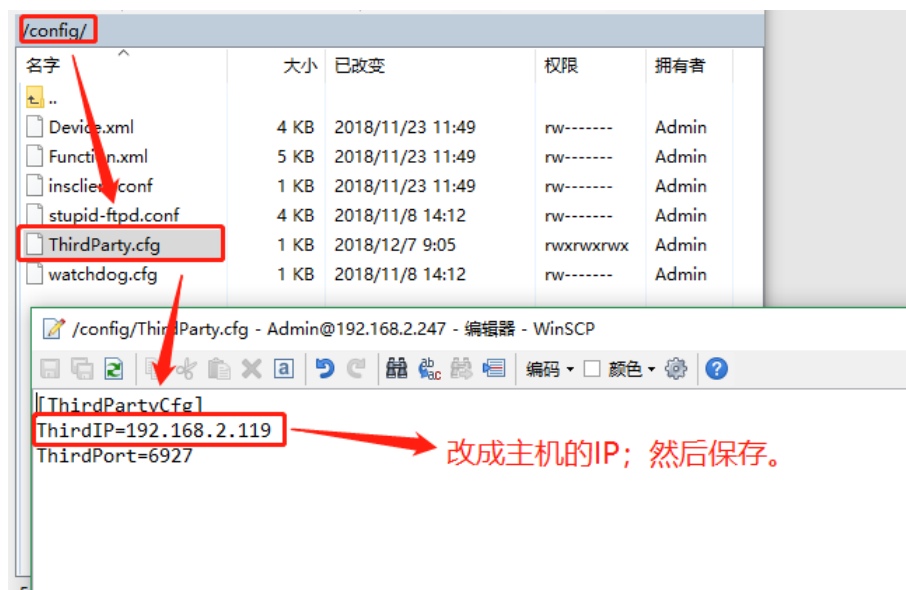 /config/
名字 大小 已改变 权限 拥有者
..
Device.xml 4 KB 2018/11/23 11:49 rw------- Admin
Function.xml 5 KB 2018/11/23 11:49 rw------- Admin
insclient.conf 1 KB 2018/11/23 11:49 rw------- Admin
stupid-ftpd.conf 4 KB 2018/11/8 14:12 rw------- Admin
ThirdParty.cfg 1 KB 2018/12/7 9:05 rwxrwxrwx Admin
watchdog.cfg 1 KB 2018/11/8 14:12 rw------- Admin
/config/ThirdParty.cfg - Admin@192.168.2.247 - 编辑器 - WinSCP
编码 颜色
[ThirdPartyCfg]
ThirdIP=192.168.2.119
ThirdPort=6927
改成主机的IP；然后保存。